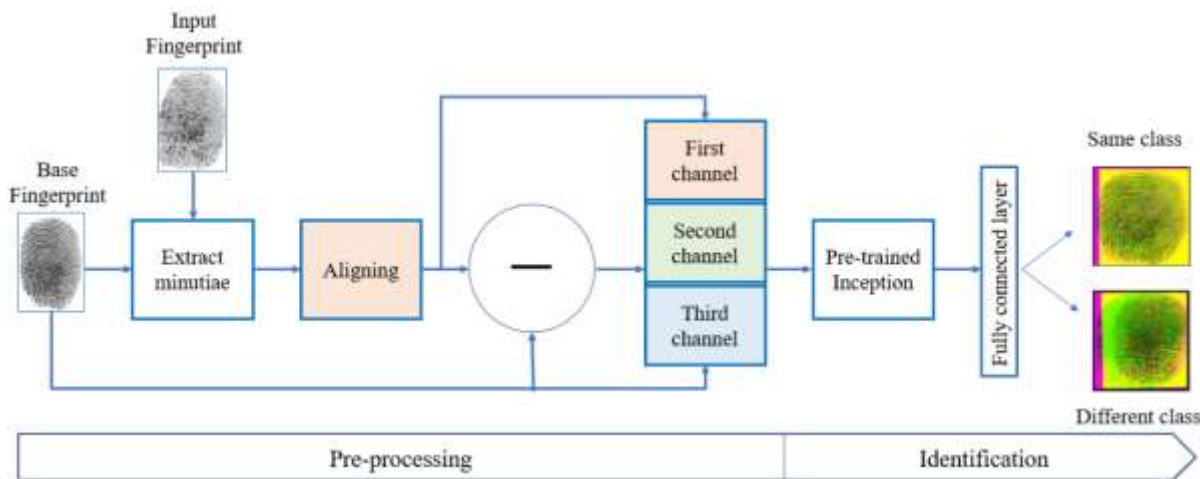 Input
Fingerprint
Base
Fingerprint
Extract
minutiae
Aligning
First
channel
Second
channel
Third
channel
Pre-trained
Inception
Fully connected layer
Same class
Different class
Pre-processing
Identification